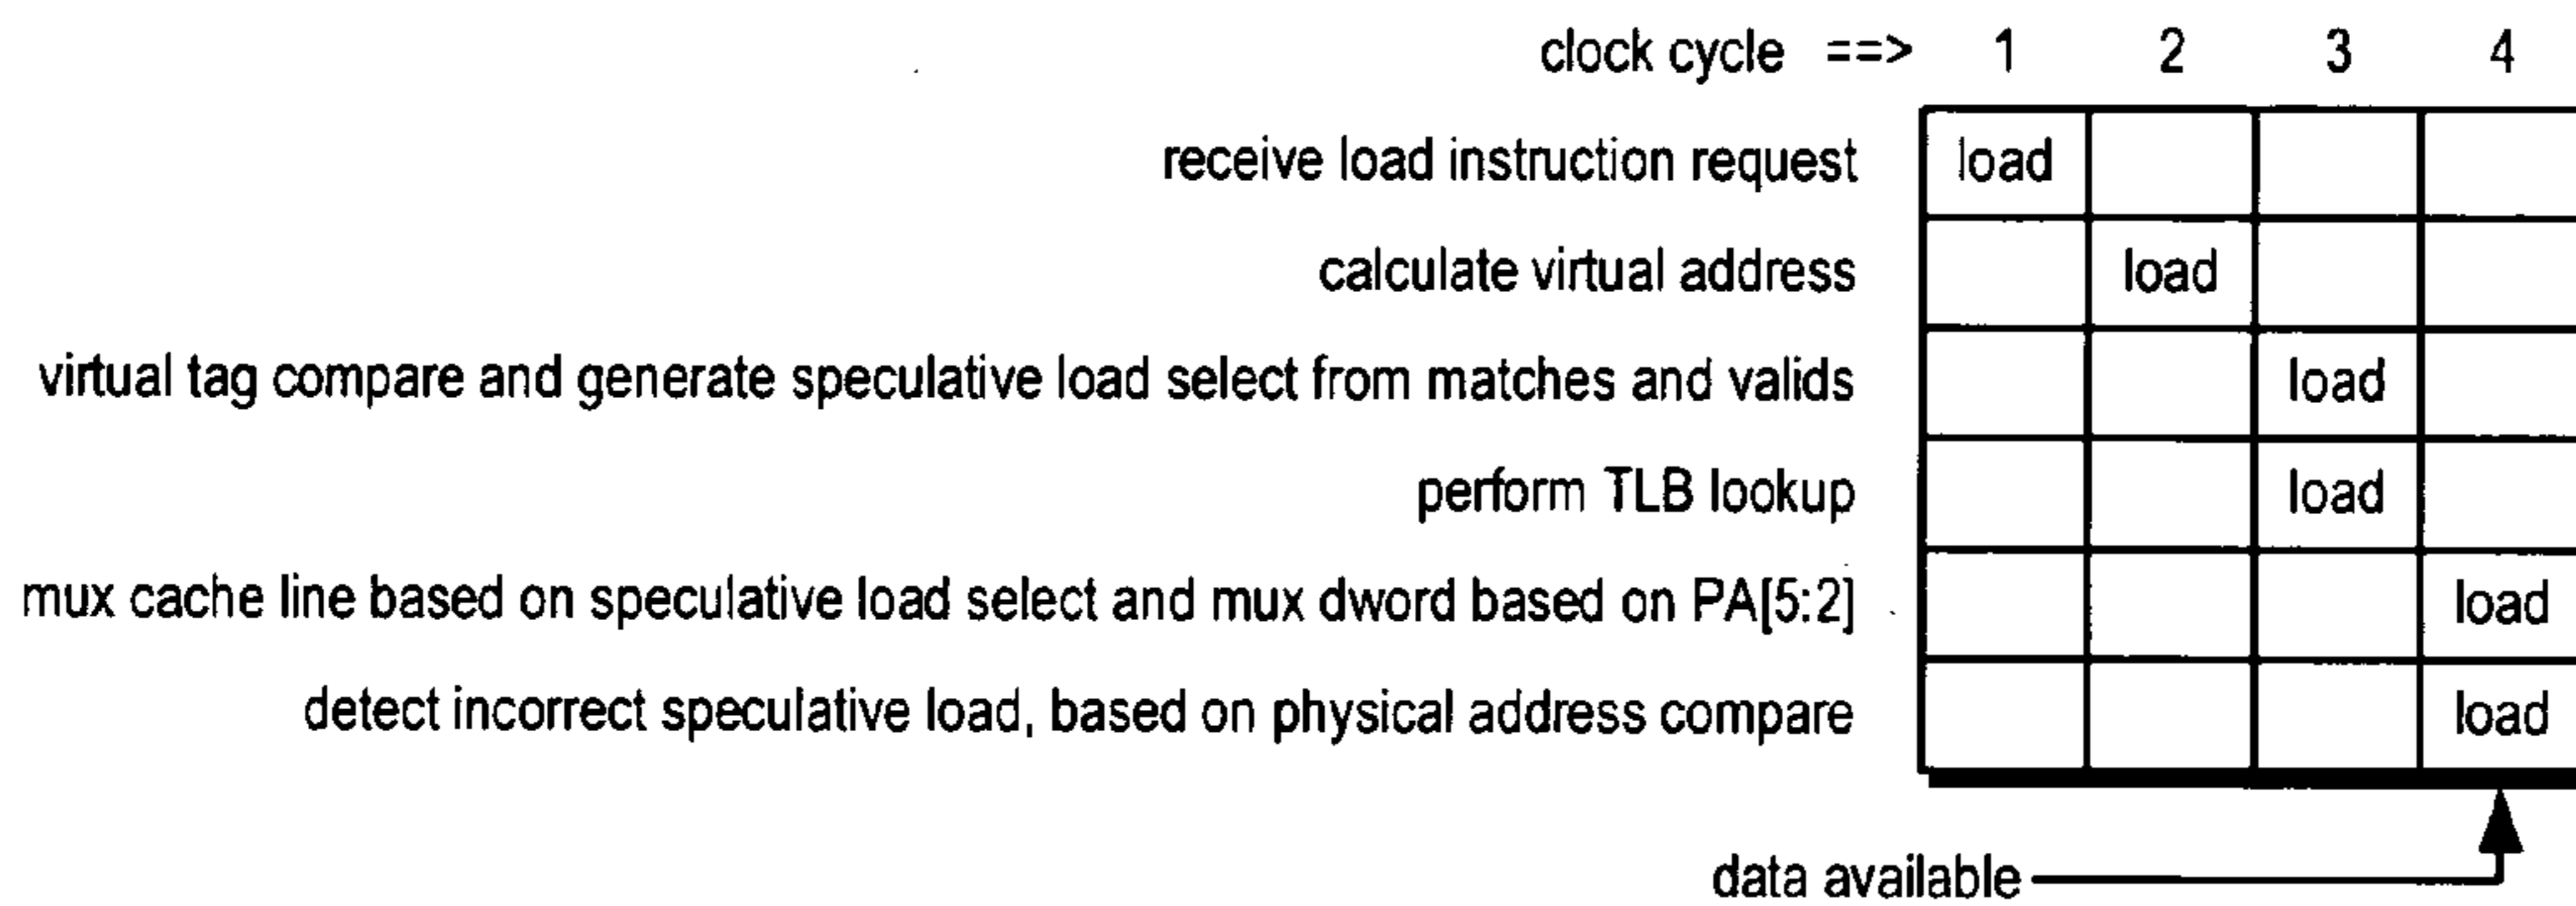 clock cycle ==> 1 2 3 4
receive load instruction request load
calculate virtual address load
virtual tag compare and generate speculative load select from matches and valids load
perform TLB lookup load
mux cache line based on speculative load select and mux dword based on PA[5:2] load
detect incorrect speculative load, based on physical address compare load
data available